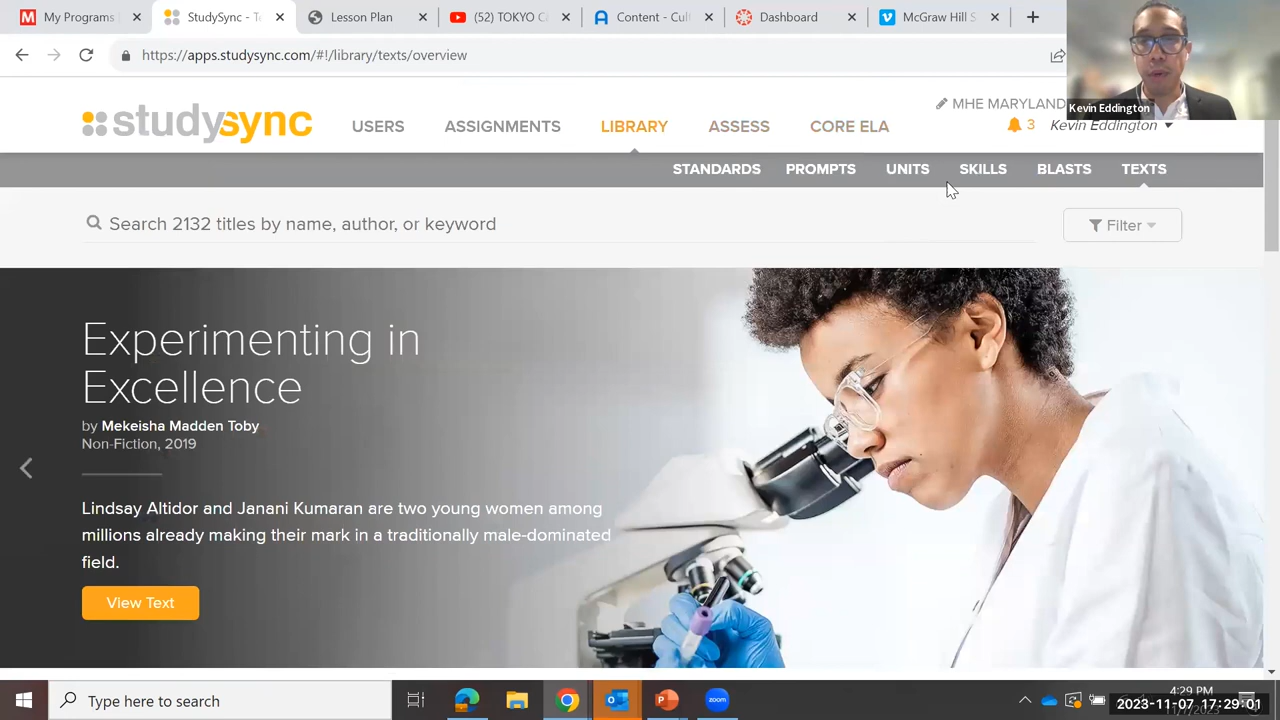 My Programs
StudySync - Te
Lesson Plan
(52) TOKYO C
Content - Cul
Dashboard
McGraw Hill S
https://apps.studysync.com/#!/library/texts/overview
Kevin Eddington
studysync
USERS
ASSIGNMENTS
LIBRARY
ASSESS
CORE ELA
MHE MARYLAND
3
Kevin Eddington
STANDARDS
PROMPTS
UNITS
SKILLS
BLASTS
TEXTS
Search 2132 titles by name, author, or keyword
Filter
Experimenting in
Excellence
by Mekeisha Madden Toby
Non-Fiction, 2019
Lindsay Altidor and Janani Kumaran are two young women among
millions already making their mark in a traditionally male-dominated
field.
View Text
Type here to search
zoom
4:29 PM
2023-11-07 17:29:01